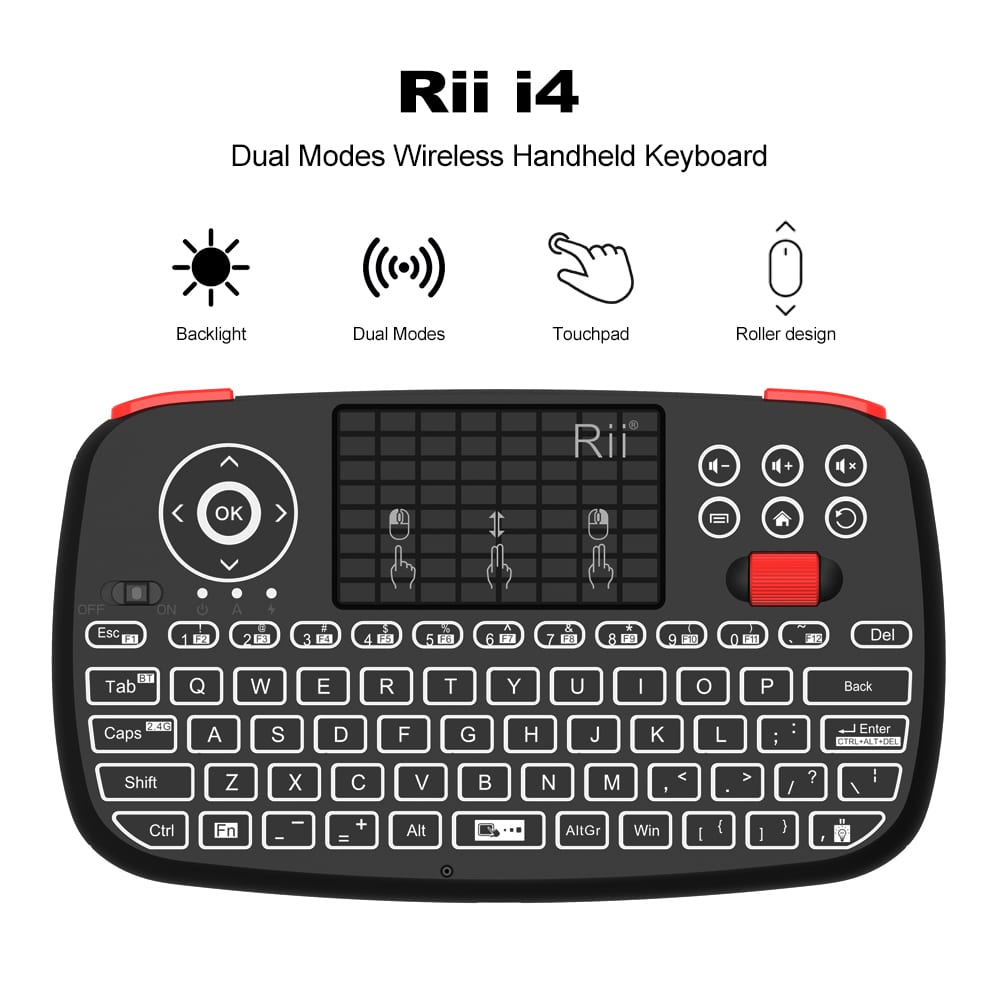 Rii i4
Dual Modes Wireless Handheld Keyboard
Backlight Dual Modes Touchpad Roller design
Rii®
OK
OFF ON A
Esc F1 ! 1 F2 @ 2 F3 # 3 F4 $ 4 F5 % 5 F6 ^ 6 F7 & 7 F8 * 8 F9 ( 9 F10 ) 0 F11 ~ 、 F12 Del
Tab BT Q W E R T Y U I O P Back
Caps 2.4G A S D F G H J K L ; : Enter
CTRL+ALT+DEL
Shift Z X C V B N M , < . > / ? \ ¦
Ctrl Fn - _ = + Alt AltGr Win [ { ] } , "